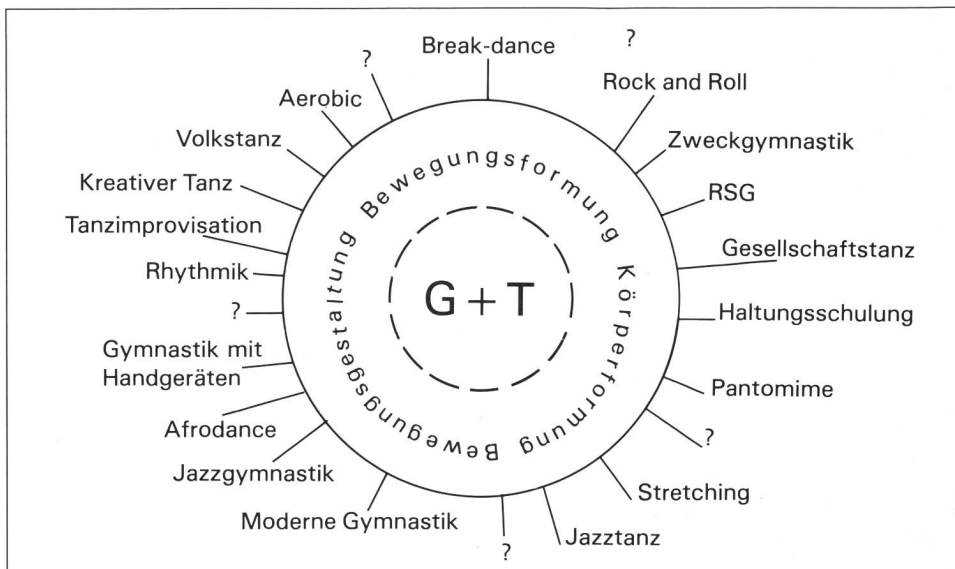 Break-dance
?
Rock and Roll
Zweckgymnastik
RSG
Gesellschaftstanz
Haltungsschulung
Pantomime
?
Stretching
Jazztanz
?
Moderne Gymnastik
Jazzgymnastik
Afrodance
Gymnastik mit
Handgeräten
?
Rhythmik
Tanzimprovisation
Kreativer Tanz
Volkstanz
Aerobic
?
Bewegungsformung Körperformung Bewegungsgestaltung
G+T